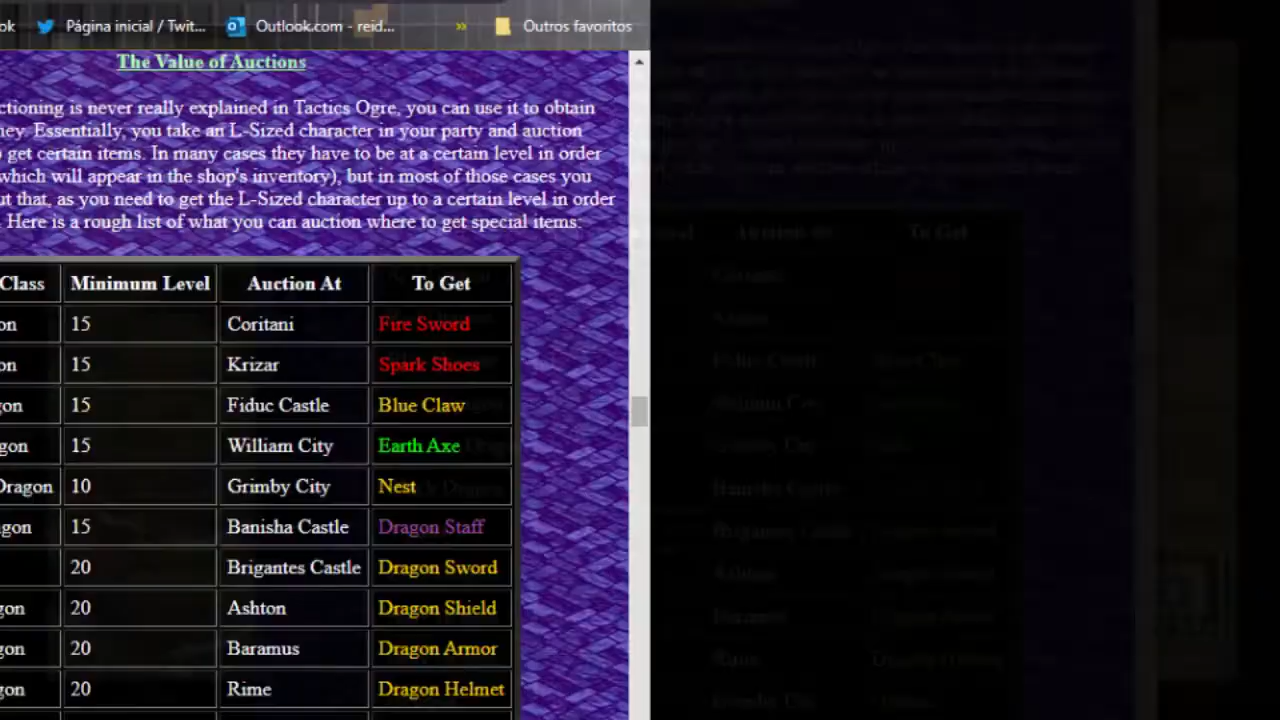 ok Página inicial / Twit... Outlook.com - reid... » Outros favoritos
The Value of Auctions
ctioning is never really explained in Tactics Ogre, you can use it to obtain
ney. Essentially, you take an L-Sized character in your party and auction
o get certain items. In many cases they have to be at a certain level in order
which will appear in the shop's inventory), but in most of those cases you
ut that, as you need to get the L-Sized character up to a certain level in order
. Here is a rough list of what you can auction where to get special items:
Class Minimum Level Auction At To Get
on 15 Coritani Fire Sword
on 15 Krizar Spark Shoes
gon 15 Fiduc Castle Blue Claw
gon 15 William City Earth Axe
Dragon 10 Grimby City Nest
gon 15 Banisha Castle Dragon Staff
20 Brigantes Castle Dragon Sword
gon 20 Ashton Dragon Shield
gon 20 Baramus Dragon Armor
gon 20 Rime Dragon Helmet